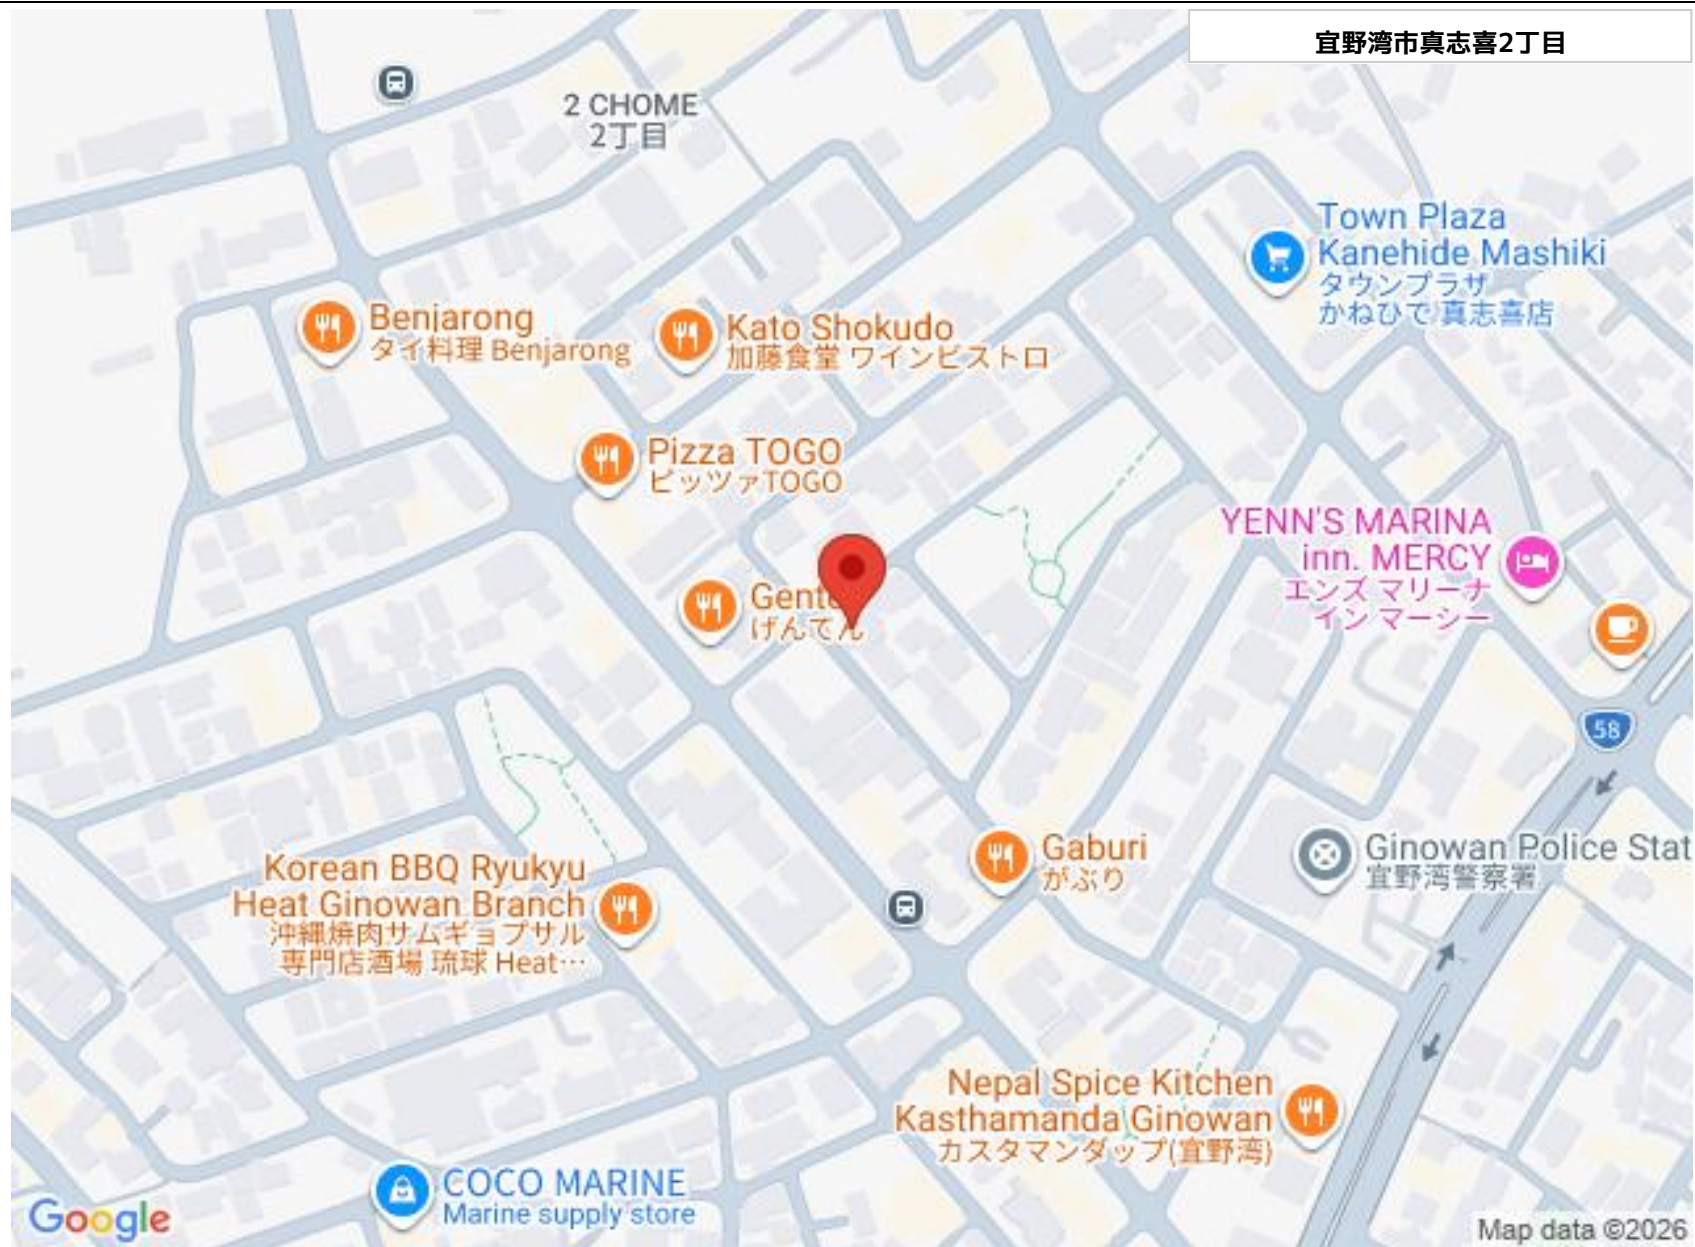 宜野湾市真志喜2丁目
2 CHOME
2丁目
Town Plaza
Kanehide Mashiki
タウンプラザ
かねひで 真志喜店
Benjarong
タイ料理 Benjarong
Kato Shokudo
加藤食堂 ワインビストロ
Pizza TOGO
ピッツァTOGO
YENN'S MARINA
inn. MERCY
エンズ マリーナ
イン マーシー
げんてん
58
Gaburi
がぶり
Ginowan Police Stat
宜野湾警察署
Korean BBQ Ryukyu
Heat Ginowan Branch
沖縄焼肉サムギョプサル
専門店酒場 琉球 Heat…
Nepal Spice Kitchen
Kasthamanda Ginowan
カスタマンダップ(宜野湾)
COCO MARINE
Marine supply store
Google
Map data ©2026